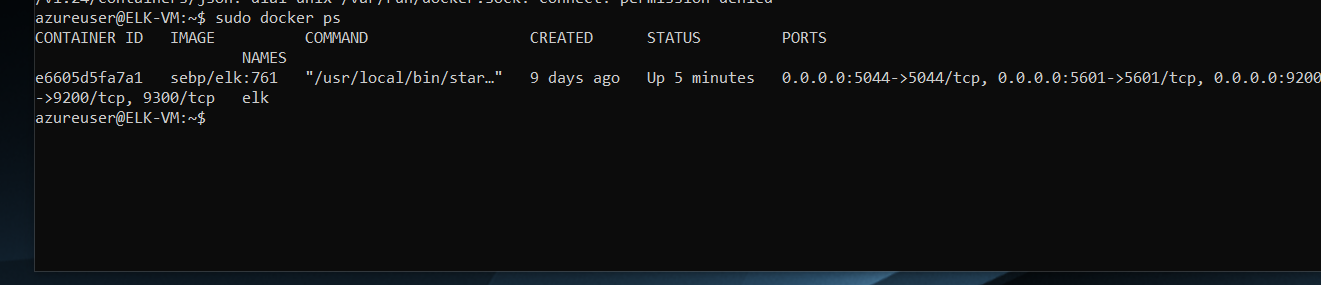 /v1.24/containers/json: dial unix /var/run/docker.sock: connect: permission denied
azureuser@ELK-VM:~$ sudo docker ps
CONTAINER ID   IMAGE          COMMAND                  CREATED      STATUS         PORTS
                       NAMES
e6605d5fa7a1   sebp/elk:761   "/usr/local/bin/star…"   9 days ago   Up 5 minutes   0.0.0.0:5044->5044/tcp, 0.0.0.0:5601->5601/tcp, 0.0.0.0:9200
->9200/tcp, 9300/tcp   elk
azureuser@ELK-VM:~$